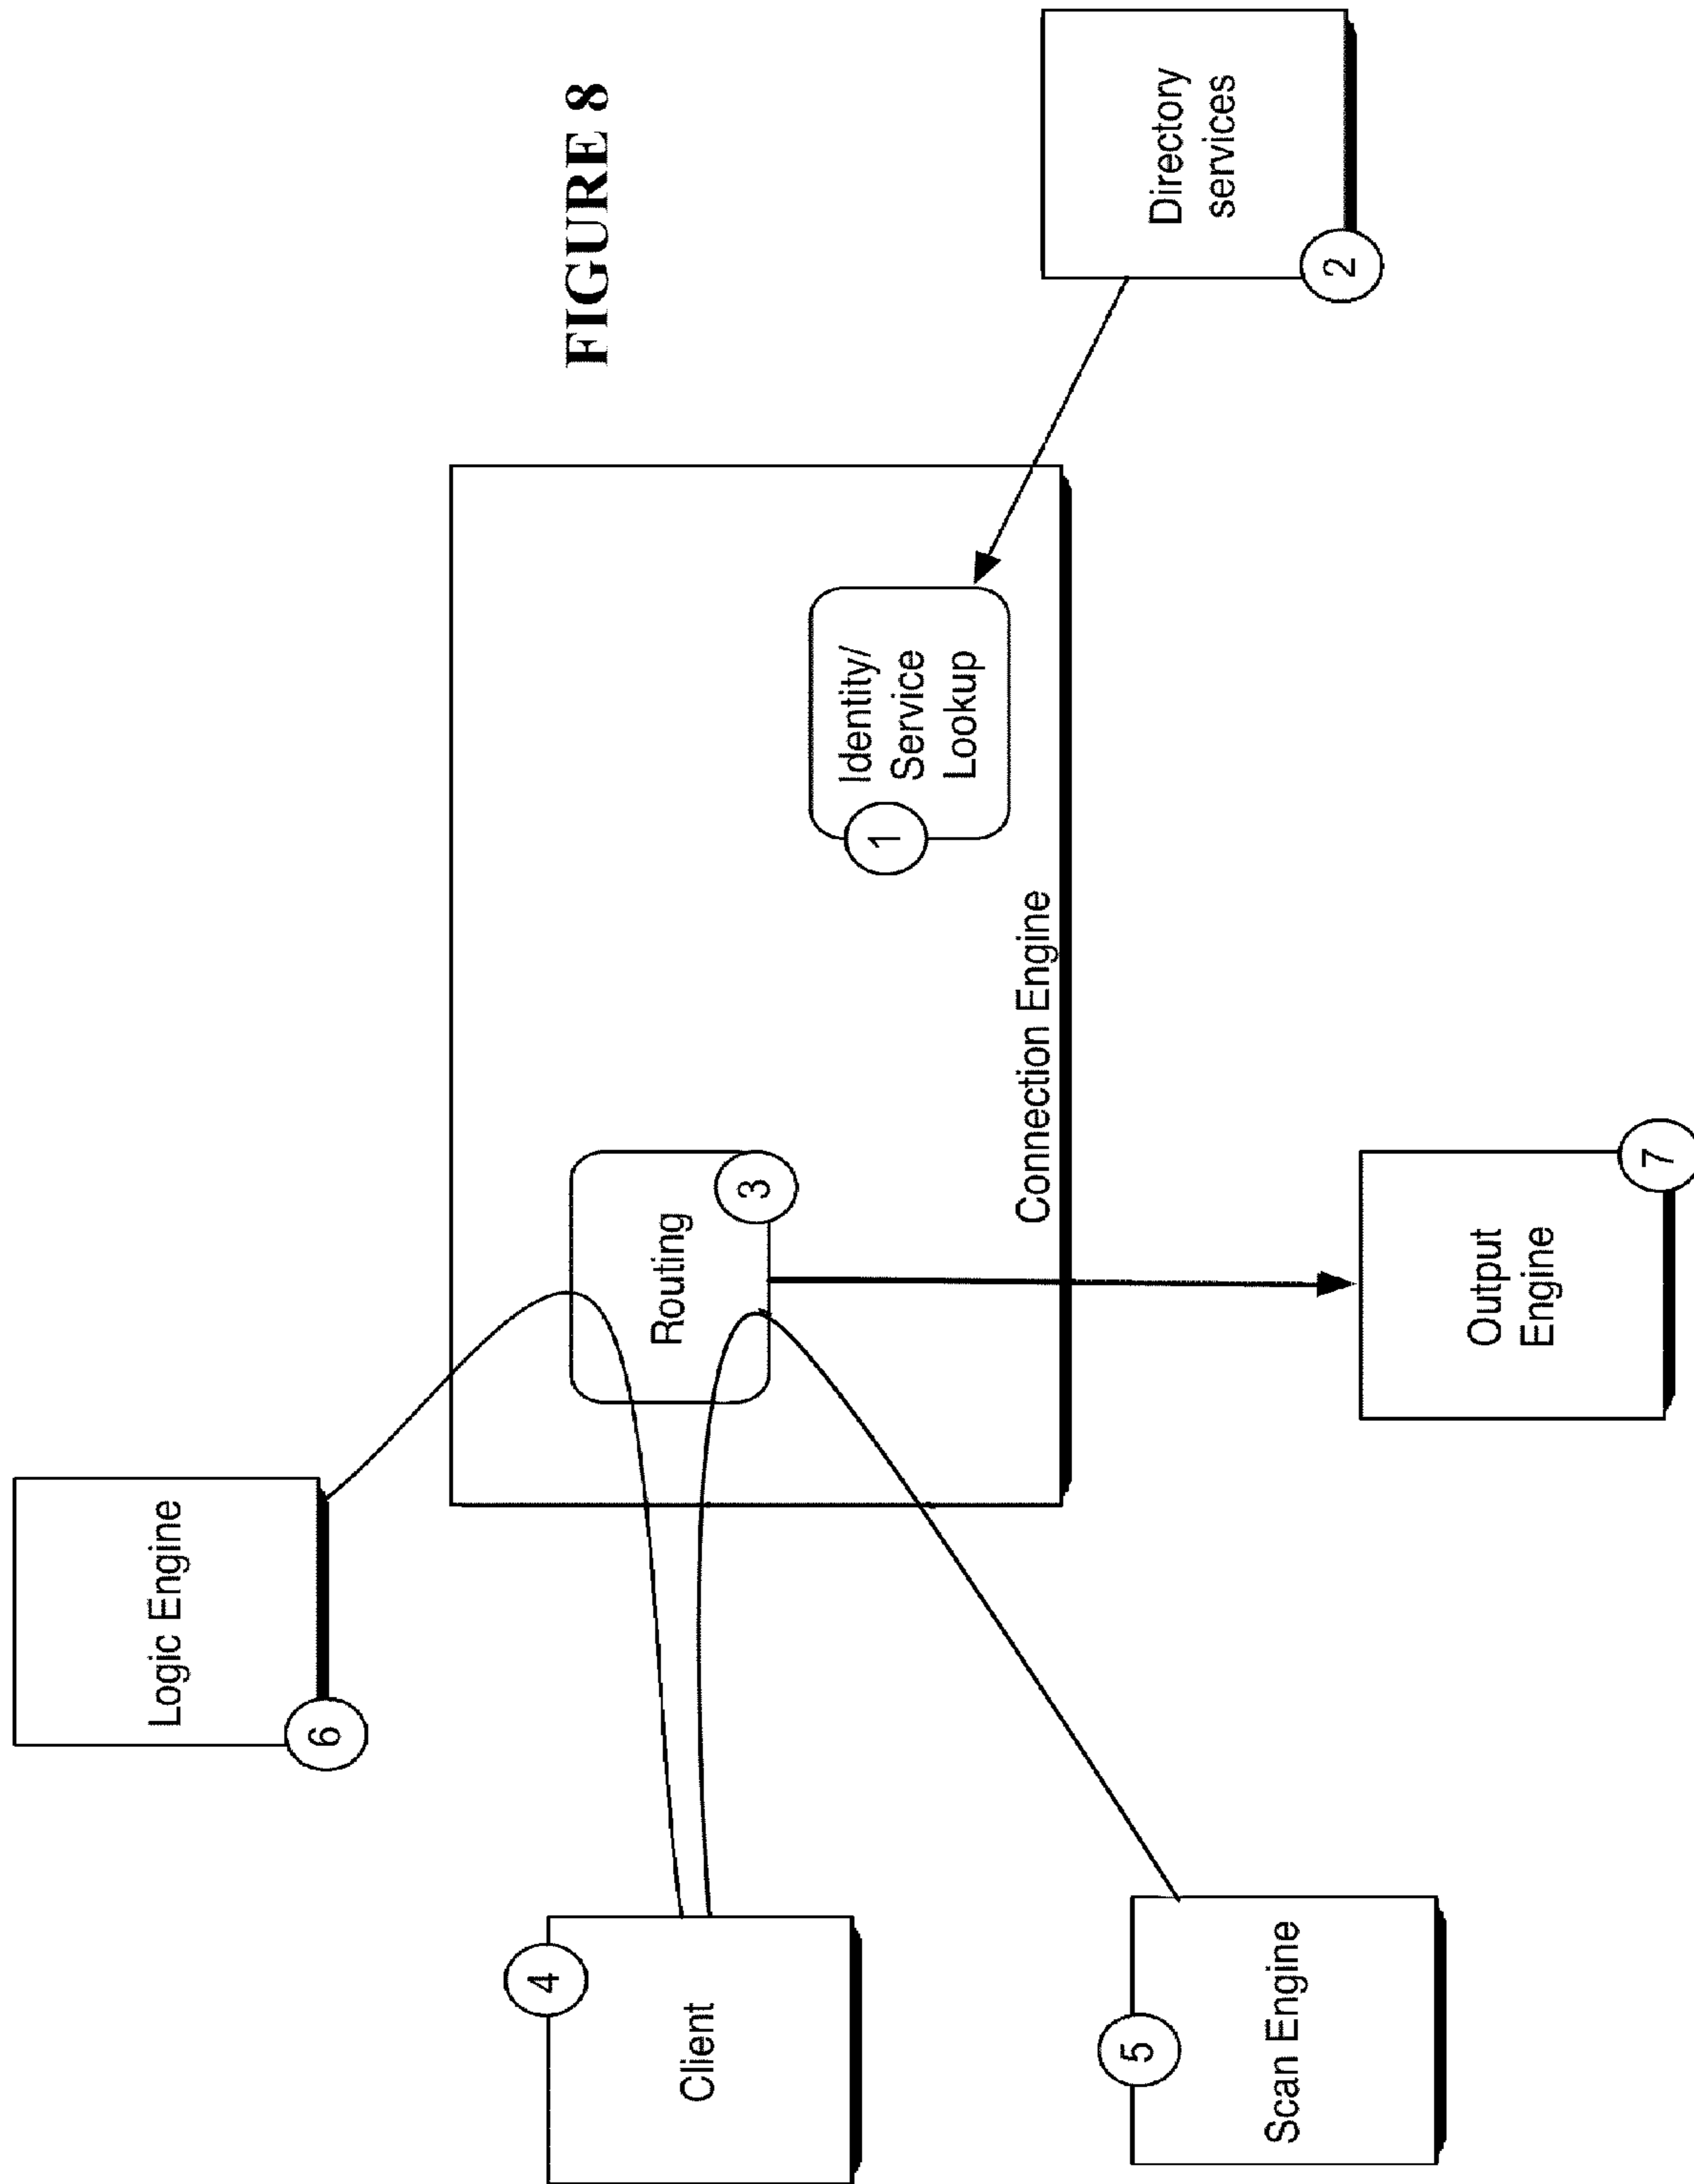 FIGURE 8
Logic Engine
6
Client
4
Routing
3
Identity/
Service
Lookup
1
Connection Engine
Directory
services
2
Scan Engine
5
Output
Engine
7